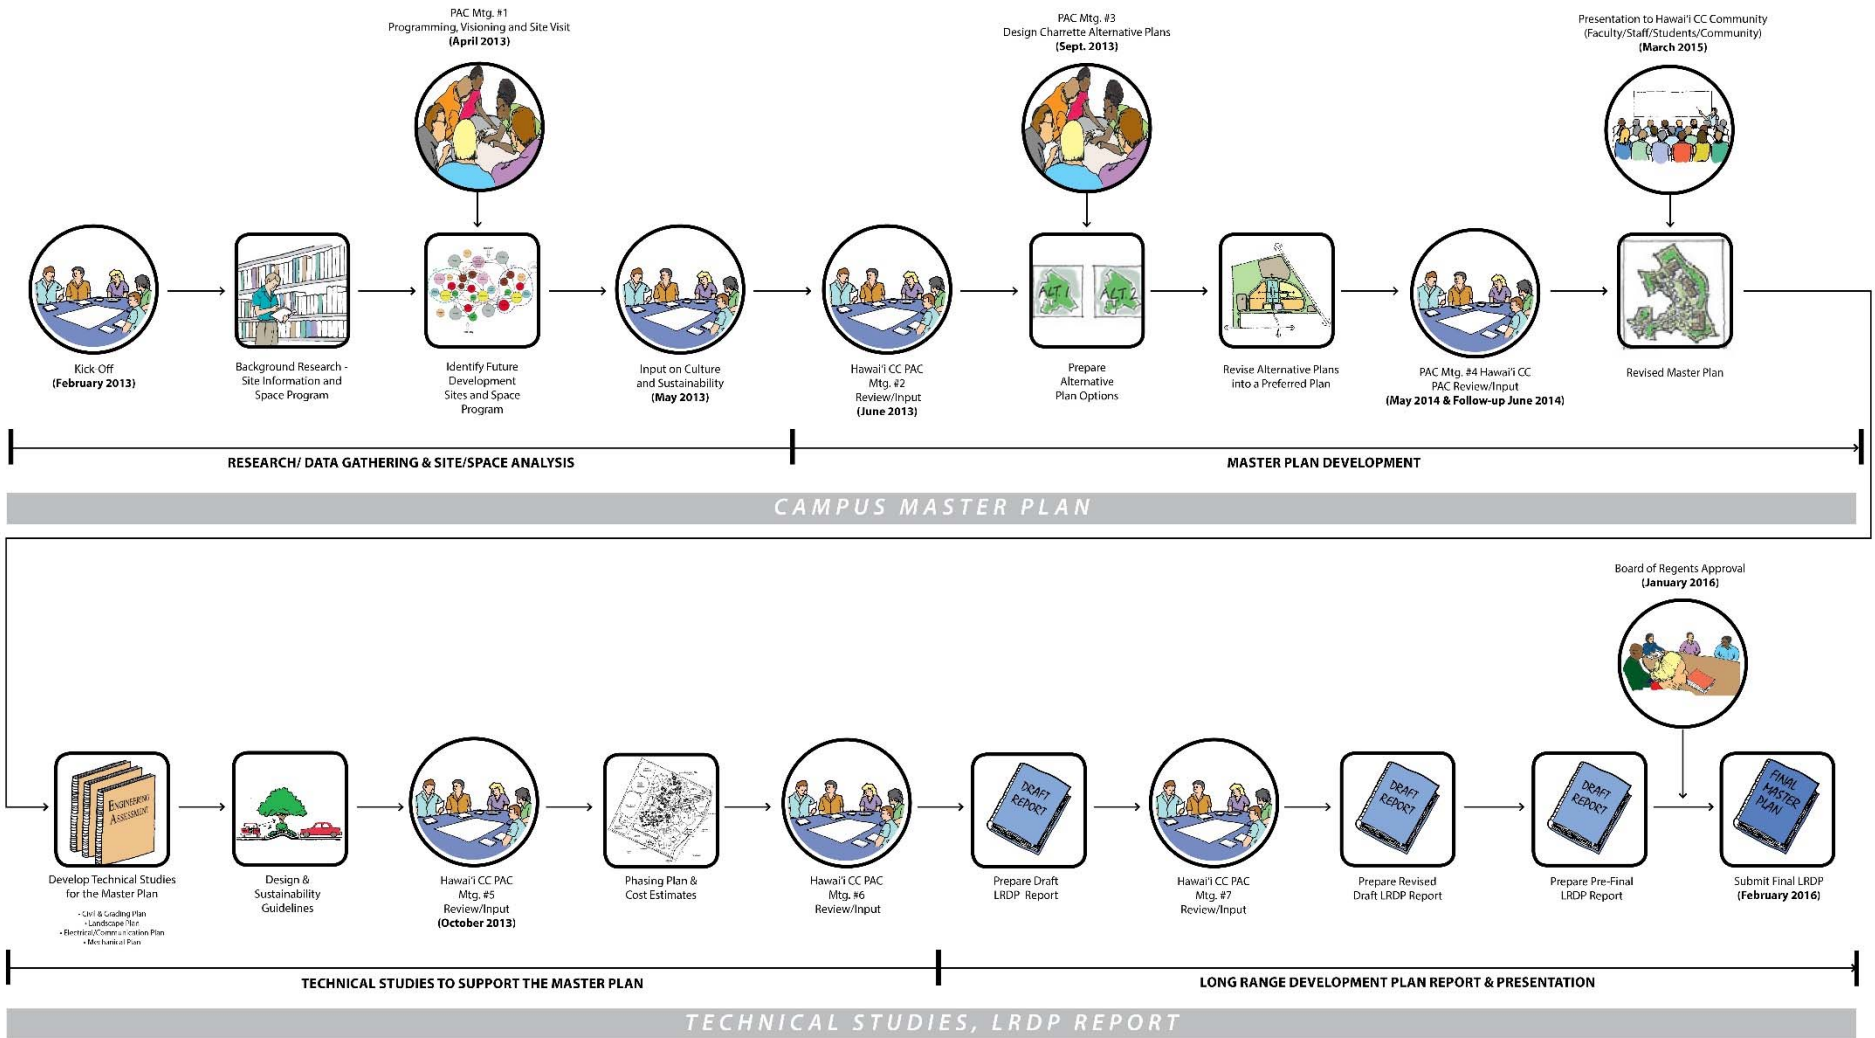 PAC Mtg. #1
Programming, Visioning and Site Visit
(April 2013)
PAC Mtg. #3
Design Charrette Alternative Plans
(Sept. 2013)
Presentation to Hawai'i CC Community
(Faculty/Staff/Students/Community)
(March 2015)
Kick-Off
(February 2013)
Background Research -
Site Information and
Space Program
Identify Future
Development
Sites and Space
Program
Input on Culture
and Sustainability
(May 2013)
Hawai'i CC PAC
Mtg. #2
Review/Input
(June 2013)
ALT. 1
ALT. 2
Prepare
Alternative
Plan Options
Revise Alternative Plans
into a Preferred Plan
PAC Mtg. #4 Hawai'i CC
PAC Review/Input
(May 2014 & Follow-up June 2014)
Revised Master Plan
RESEARCH/ DATA GATHERING & SITE/SPACE ANALYSIS
MASTER PLAN DEVELOPMENT
CAMPUS MASTER PLAN
Board of Regents Approval
(January 2016)
ENGINEERING
ASSESSMENT
Develop Technical Studies
for the Master Plan
• Civil & Grading Plan
• Landscape Plan
• Electrical/Communication Plan
• Mechanical Plan
Design &
Sustainability
Guidelines
Hawai'i CC PAC
Mtg. #5
Review/Input
(October 2013)
Phasing Plan &
Cost Estimates
Hawai'i CC PAC
Mtg. #6
Review/Input
DRAFT
REPORT
Prepare Draft
LRDP Report
Hawai'i CC PAC
Mtg. #7
Review/Input
DRAFT
REPORT
Prepare Revised
Draft LRDP Report
DRAFT
REPORT
Prepare Pre-Final
LRDP Report
FINAL
MASTER
PLAN
Submit Final LRDP
(February 2016)
TECHNICAL STUDIES TO SUPPORT THE MASTER PLAN
LONG RANGE DEVELOPMENT PLAN REPORT & PRESENTATION
TECHNICAL STUDIES, LRDP REPORT